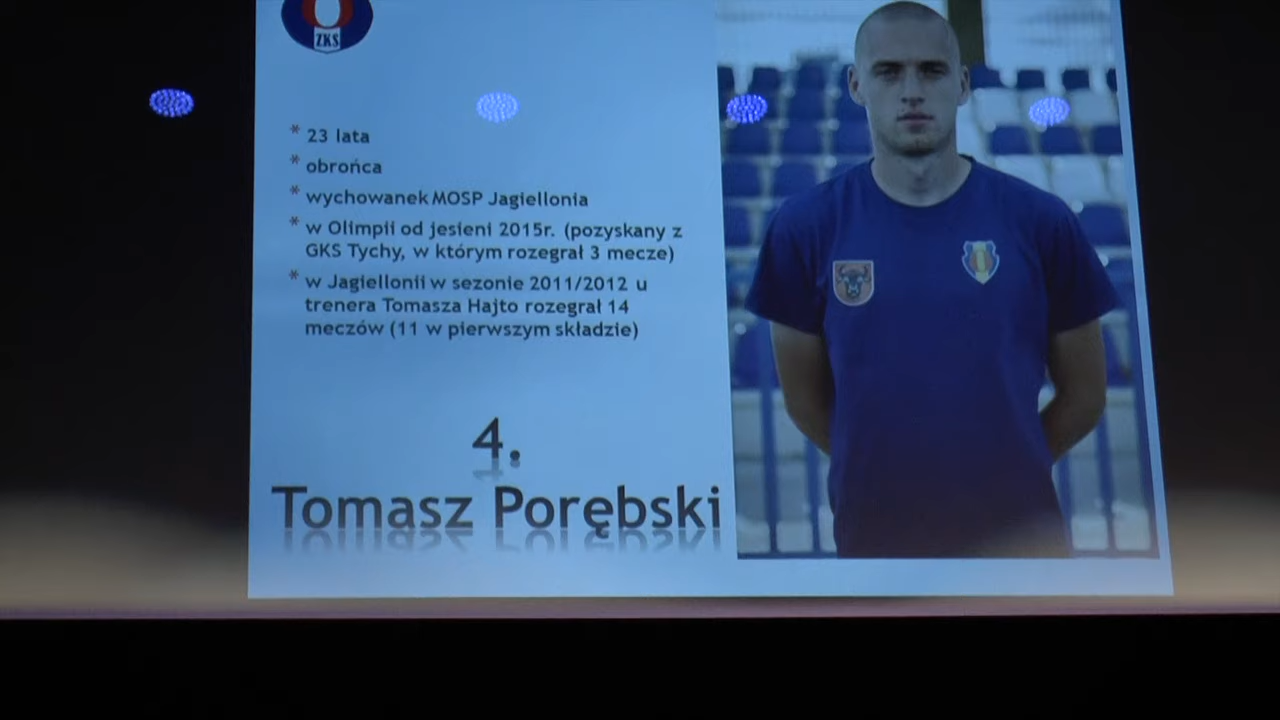 ZKS
* 23 lata
* obrońca
* wychowanek MOSP Jagiellonia
* w Olimpii od jesieni 2015r. (pozyskany z
GKS Tychy, w którym rozegrał 3 mecze)
* w Jagiellonii w sezonie 2011/2012 u
trenera Tomasza Hajto rozegrał 14
meczów (11 w pierwszym składzie)
4.
Tomasz Porębski